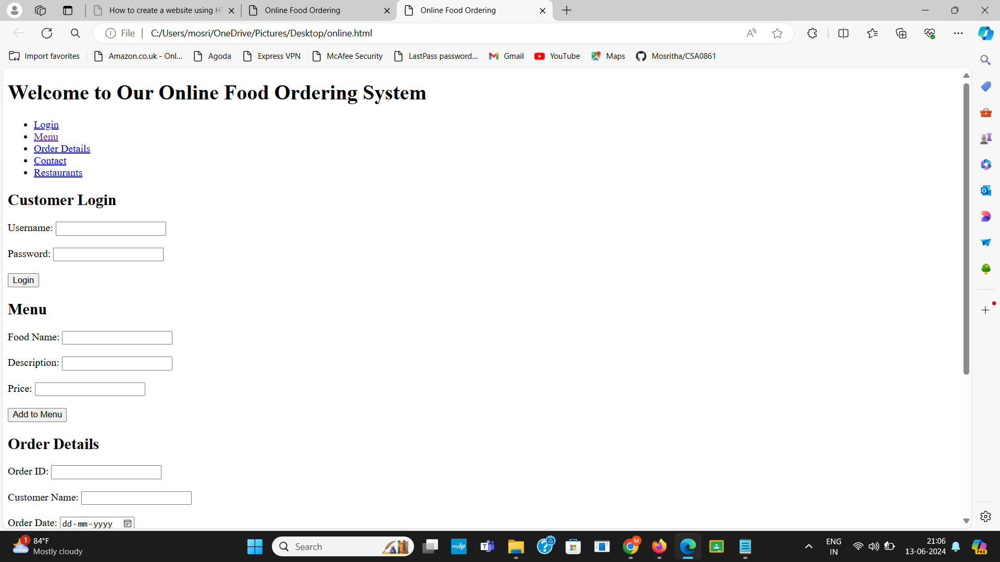 How to create a website using HT
Online Food Ordering
Online Food Ordering
File
C:/Users/mosri/OneDrive/Pictures/Desktop/online.html
Import favorites
Amazon.co.uk - Onl...
Agoda
Express VPN
McAfee Security
LastPass password...
Gmail
YouTube
Maps
Mosritha/CSA0861
Welcome to Our Online Food Ordering System
Login
Menu
Order Details
Contact
Restaurants
Customer Login
Username:
Password:
Login
Menu
Food Name:
Description:
Price:
Add to Menu
Order Details
Order ID:
Customer Name:
Order Date: dd-mm-yyyy
1
84°F
Mostly cloudy
Search
myhp
M
ENG
IN
21:06
13-06-2024
PRE